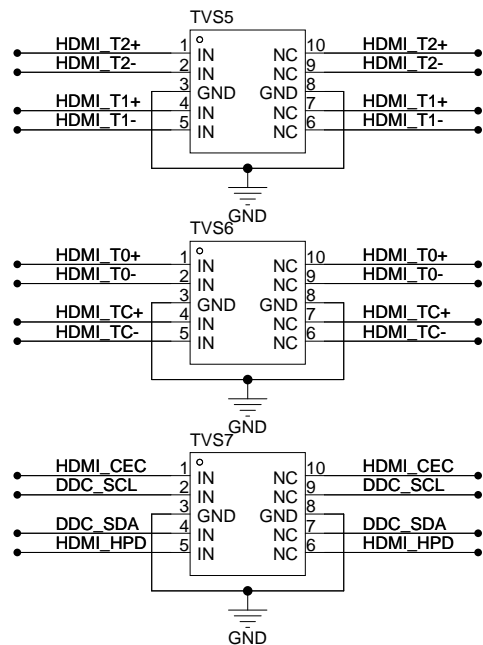 TVS5
HDMI_T2+ 1 IN NC 10 HDMI_T2+
HDMI_T2- 2 IN NC 9 HDMI_T2-
3 GND GND 8
HDMI_T1+ 4 IN NC 7 HDMI_T1+
HDMI_T1- 5 IN NC 6 HDMI_T1-
GND
TVS6
HDMI_T0+ 1 IN NC 10 HDMI_T0+
HDMI_T0- 2 IN NC 9 HDMI_T0-
3 GND GND 8
HDMI_TC+ 4 IN NC 7 HDMI_TC+
HDMI_TC- 5 IN NC 6 HDMI_TC-
GND
TVS7
HDMI_CEC 1 IN NC 10 HDMI_CEC
DDC_SCL 2 IN NC 9 DDC_SCL
3 GND GND 8
DDC_SDA 4 IN NC 7 DDC_SDA
HDMI_HPD 5 IN NC 6 HDMI_HPD
GND